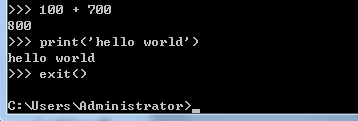 >>> 100 + 700
800
>>> print('hello world')
hello world
>>> exit()
C:\Users\Administrator>_